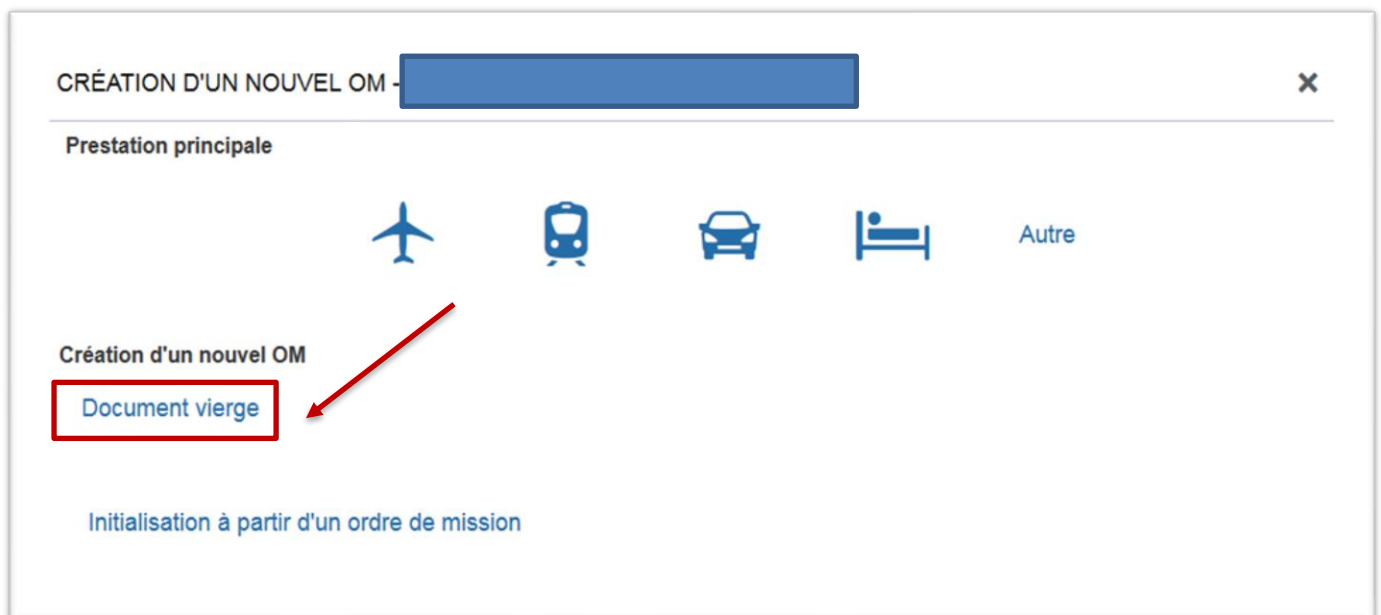 CRÉATION D'UN NOUVEL OM -
Prestation principale
Autre
Création d'un nouvel OM
Document vierge
Initialisation à partir d'un ordre de mission